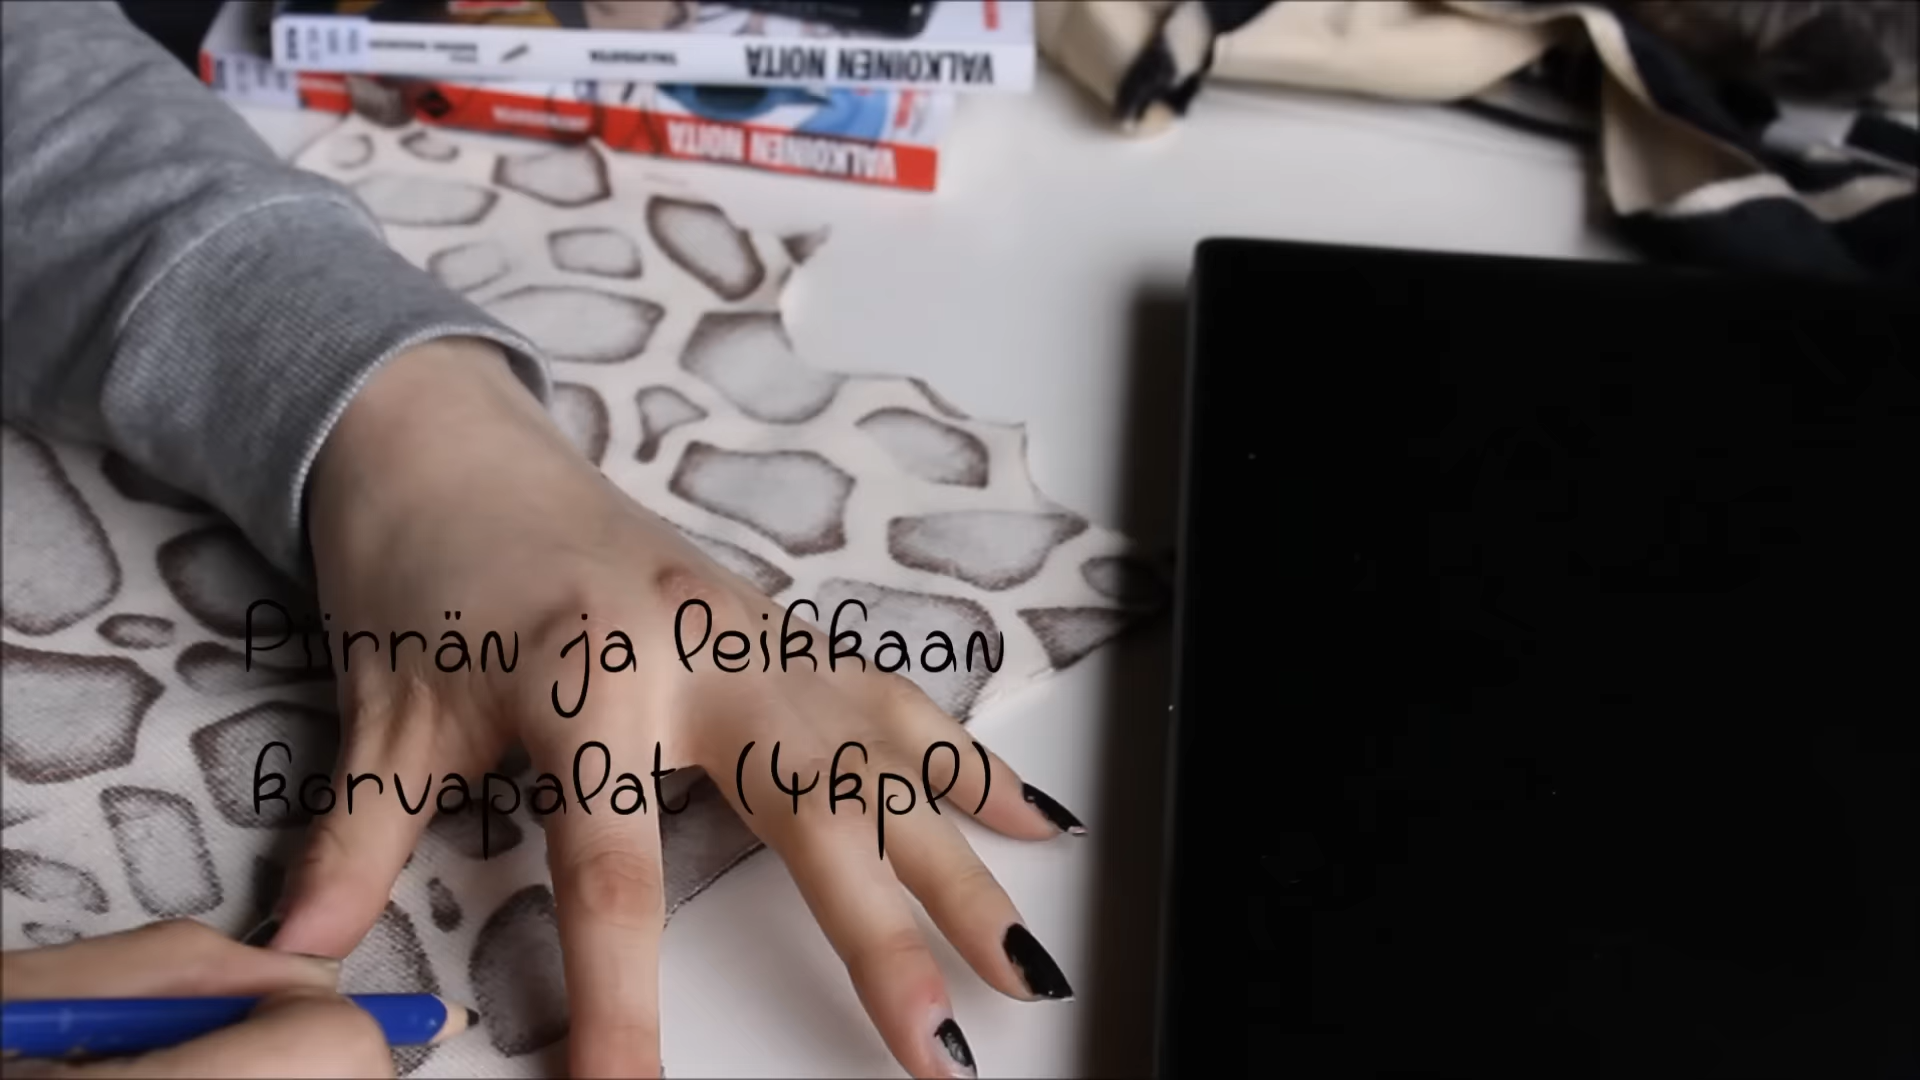 VALKOINEN NOITA
VALKOINEN NOITA
Piirrän ja leikkaan
korvapalat (4kpl)